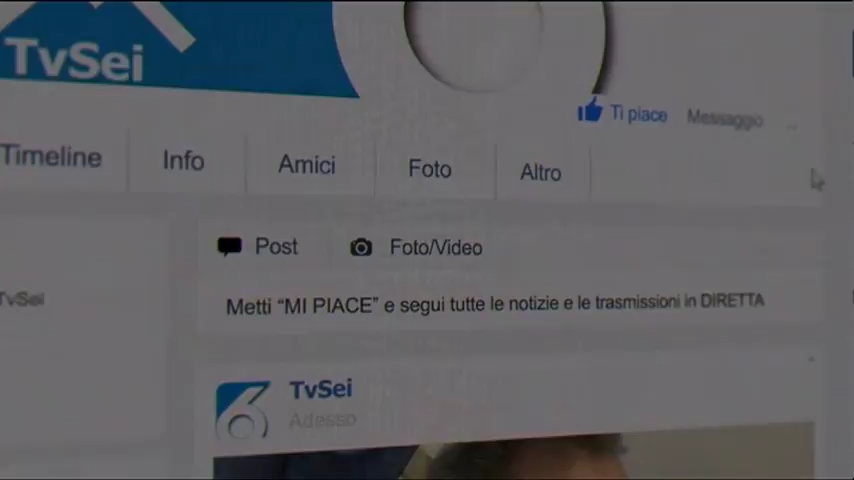 TvSei
Ti piace Messaggio
Timeline Info Amici Foto Altro
Post Foto/Video
TvSei
Metti “MI PIACE” e segui tutte le notizie e le trasmissioni in DIRETTA
TvSei
Adesso